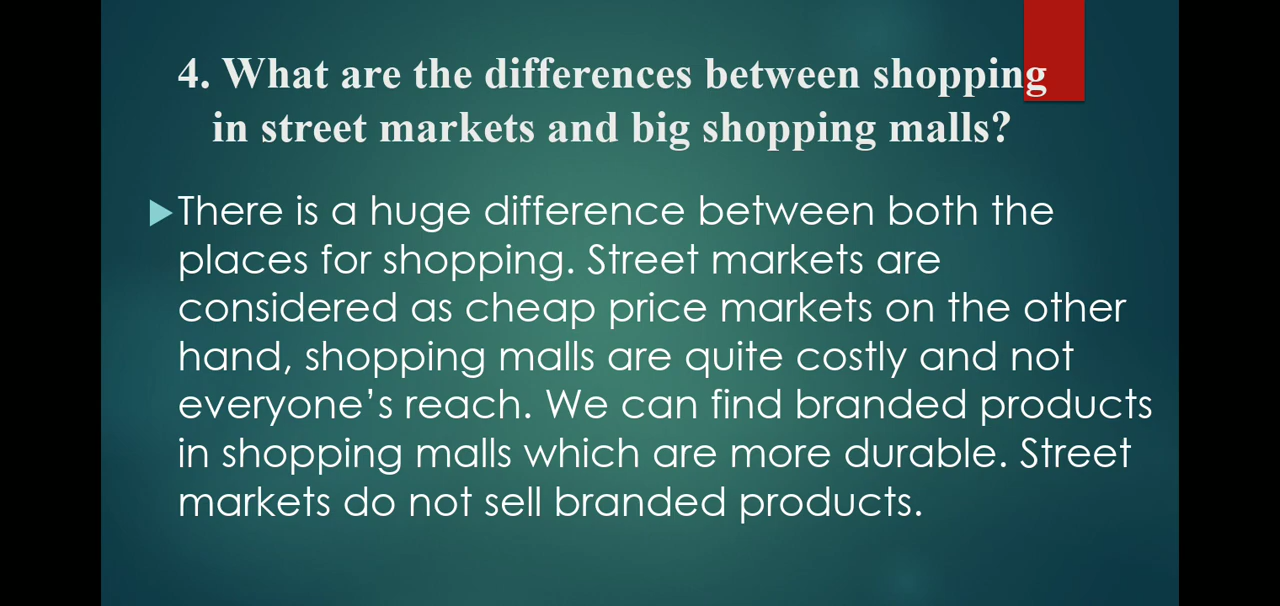 4. What are the differences between shopping
in street markets and big shopping malls?
There is a huge difference between both the
places for shopping. Street markets are
considered as cheap price markets on the other
hand, shopping malls are quite costly and not
everyone’s reach. We can find branded products
in shopping malls which are more durable. Street
markets do not sell branded products.